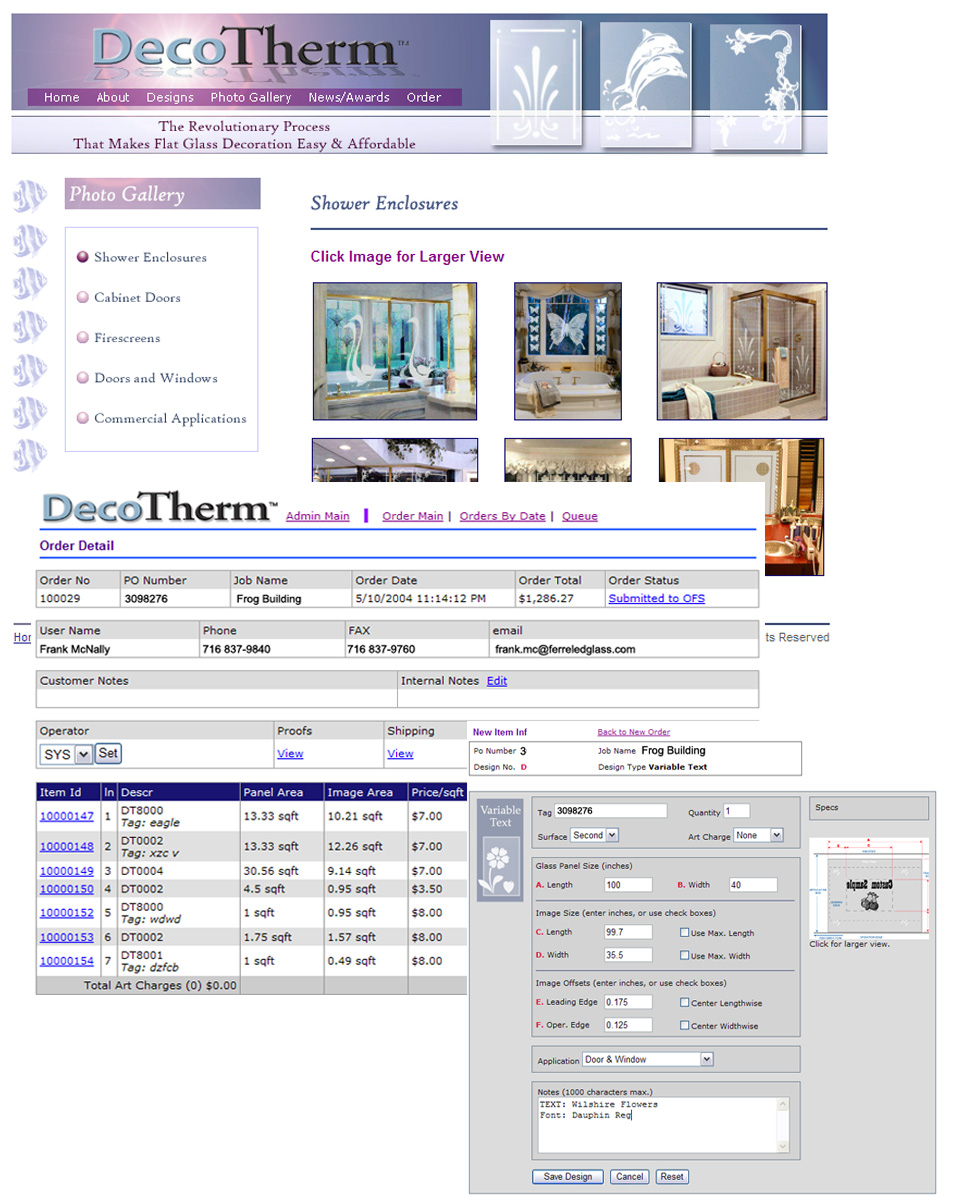 DecoTherm™
Home About Designs Photo Gallery News/Awards Order
The Revolutionary Process
That Makes Flat Glass Decoration Easy & Affordable
Photo Gallery
Shower Enclosures
Cabinet Doors
Firescreens
Doors and Windows
Commercial Applications
Shower Enclosures
Click Image for Larger View
DecoTherm™ Admin Main | Order Main | Orders By Date | Queue
Order Detail
Order No PO Number Job Name Order Date Order Total Order Status
100029 3098276 Frog Building 5/10/2004 11:14:12 PM $1,286.27 Submitted to OFS
Hor ts Reserved
User Name Phone FAX email
Frank McNally 716 837-9840 716 837-9760 frank.mc@ferreledglass.com
Customer Notes Internal Notes Edit
Operator Proofs Shipping
SYS Set View View
Item Id ln Descr Panel Area Image Area Price/sqft
10000147 1 DT8000 13.33 sqft 10.21 sqft $7.00
Tag: eagle
10000148 2 DT0002 13.33 sqft 12.26 sqft $7.00
Tag: xzc v
10000149 3 DT0004 30.56 sqft 9.14 sqft $7.00
10000150 4 DT0002 4.5 sqft 0.95 sqft $3.50
10000152 5 DT8000 1 sqft 0.95 sqft $8.00
Tag: wdwd
10000153 6 DT0002 1.75 sqft 1.57 sqft $8.00
10000154 7 DT8001 1 sqft 0.49 sqft $8.00
Tag: dzfcb
Total Art Charges (0) $0.00
New Item Inf Back to New Order
Po Number 3 Job Name Frog Building
Design No. D Design Type Variable Text
Variable
Text
Tag 3098276 Quantity 1
Surface Second Art Charge None
Glass Panel Size (inches)
A. Length 100 B. Width 40
Image Size (enter inches, or use check boxes)
C. Length 99.7 Use Max. Length
D. Width 35.5 Use Max. Width
Image Offsets (enter inches, or use check boxes)
E. Leading Edge 0.175 Center Lengthwise
F. Oper. Edge 0.125 Center Widthwise
Application Door & Window
Notes (1000 characters max.)
TEXT: Wilshire Flowers
Font: Dauphin Reg
Save Design Cancel Reset
Specs
Custom Sample
Click for larger view.